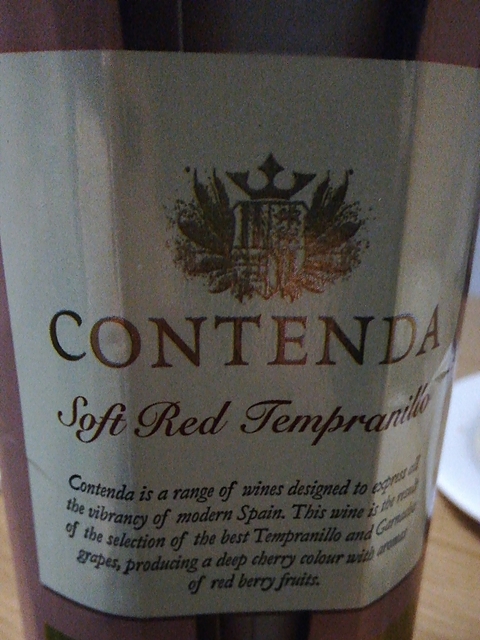 CONTENDA
Soft Red Tempranillo
Contenda is a range of wines designed to express all
the vibrancy of modern Spain. This wine is the result
of the selection of the best Tempranillo and Garnacha
grapes, producing a deep cherry colour with aromas
of red berry fruits.